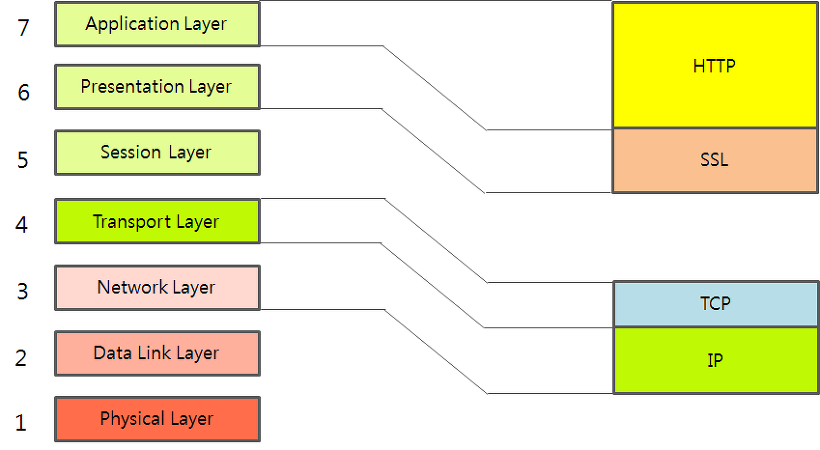 7 Application Layer
HTTP
6 Presentation Layer
5 Session Layer
SSL
4 Transport Layer
3 Network Layer
TCP
2 Data Link Layer
IP
1 Physical Layer